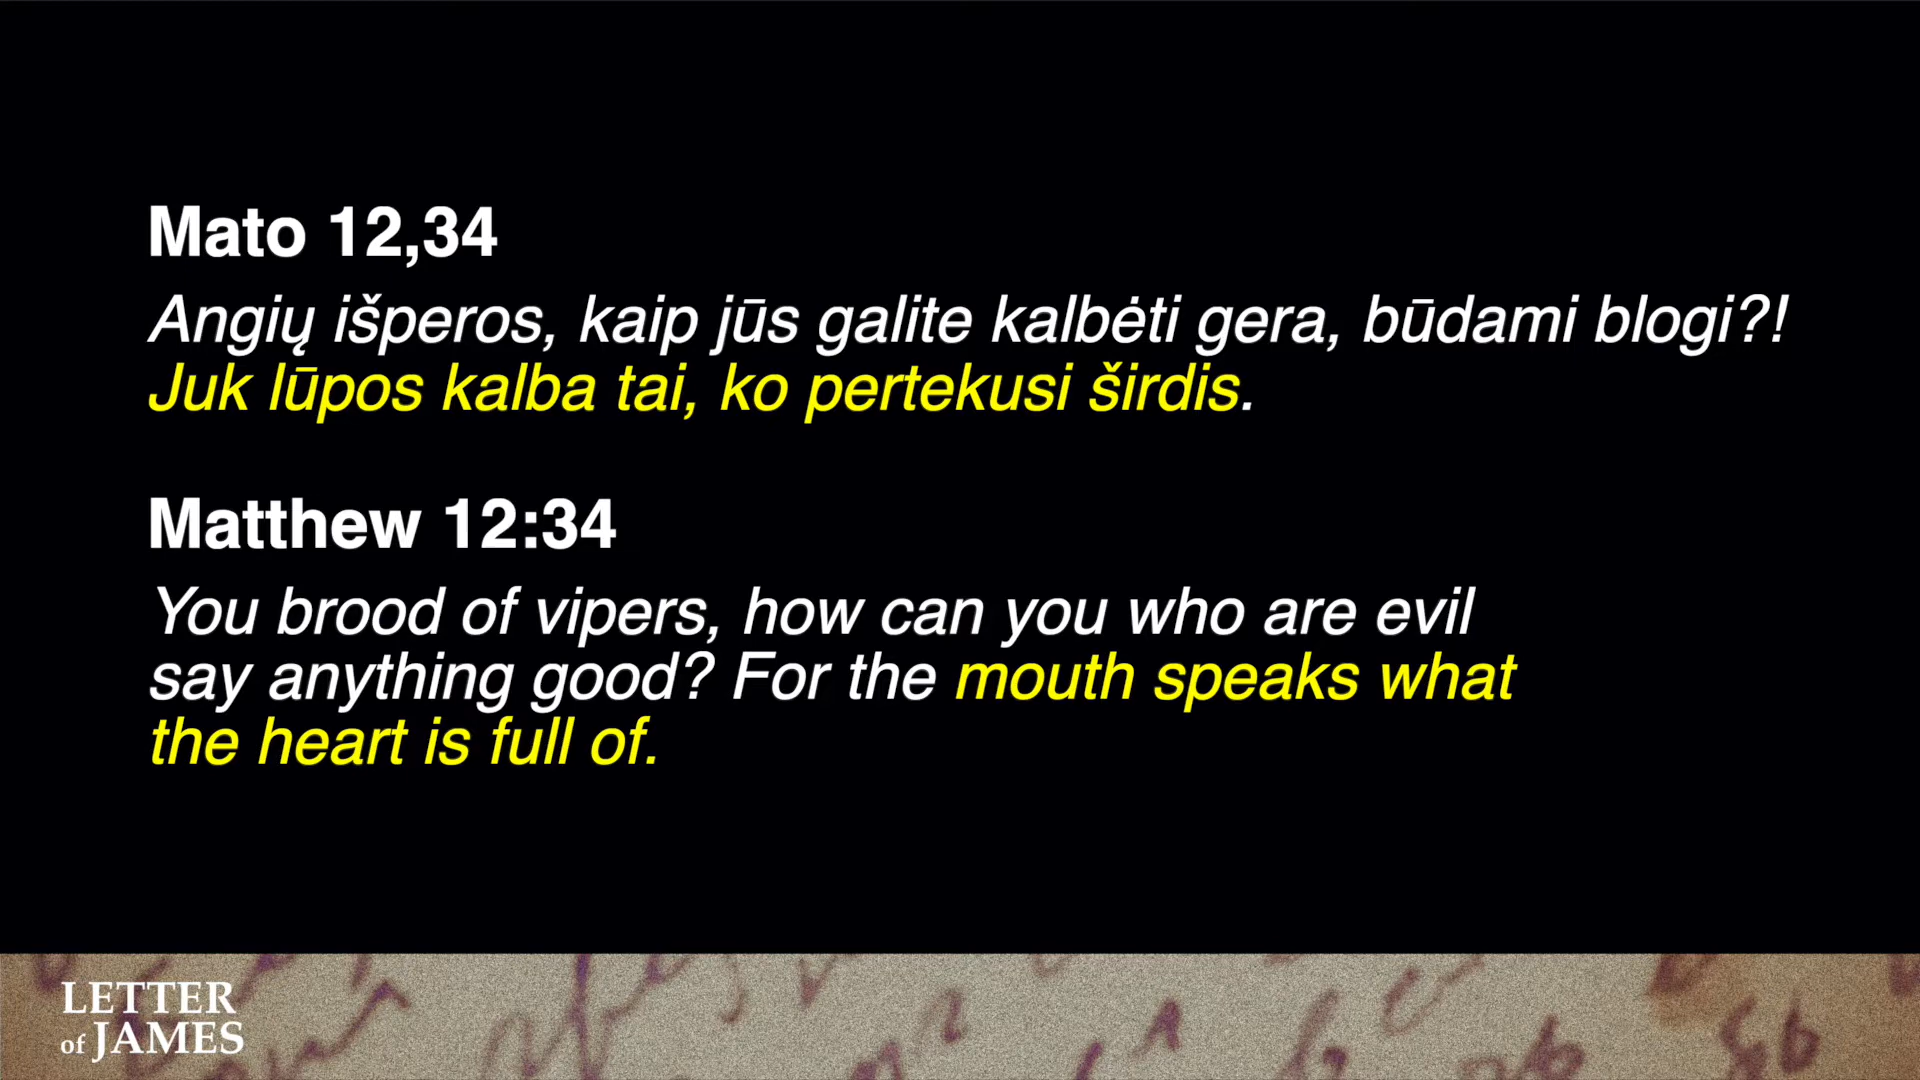 Mato 12,34
Angių išperos, kaip jūs galite kalbėti gera, būdami blogi?!
Juk lūpos kalba tai, ko pertekusi širdis.
Matthew 12:34
You brood of vipers, how can you who are evil
say anything good? For the mouth speaks what
the heart is full of.
LETTER
of JAMES